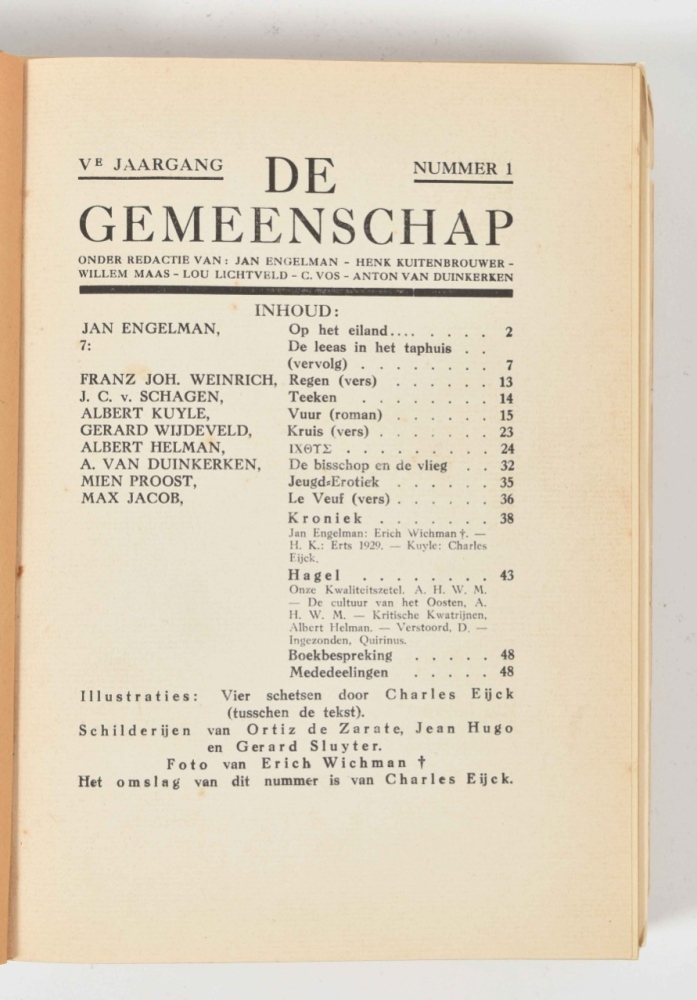 Vᴱ JAARGANG DE NUMMER 1
GEMEENSCHAP
ONDER REDACTIE VAN: JAN ENGELMAN - HENK KUITENBROUWER -
WILLEM MAAS - LOU LICHTVELD - C. VOS - ANTON VAN DUINKERKEN
INHOUD:
JAN ENGELMAN, Op het eiland.... . . . . 2
7: De leeas in het taphuis . .
(vervolg) . . . . . . . . 7
FRANZ JOH. WEINRICH, Regen (vers) . . . . . . 13
J. C. v. SCHAGEN, Teeken . . . . . . . . 14
ALBERT KUYLE, Vuur (roman) . . . . . . 15
GERARD WIJDEVELD, Kruis (vers) . . . . . . . 23
ALBERT HELMAN, ΙΧΘΥΣ . . . . . . . . . 24
A. VAN DUINKERKEN, De bisschop en de vlieg . . 32
MIEN PROOST, Jeugd=Erotiek . . . . . . 35
MAX JACOB, Le Veuf (vers) . . . . . . 36
Kroniek . . . . . . . 38
Jan Engelman: Erich Wichman †. —
H. K.: Erts 1929. — Kuyle: Charles
Eijck.
Hagel . . . . . . . . 43
Onze Kwaliteitszetel. A. H. W. M.
— De cultuur van het Oosten, A.
H. W. M. — Kritische Kwatrijnen,
Albert Helman. — Verstoord, D. —
Ingezonden, Quirinus.
Boekbespreking . . . . . 48
Mededeelingen . . . . . 48
Illustraties: Vier schetsen door Charles Eijck
(tusschen de tekst).
Schilderijen van Ortiz de Zarate, Jean Hugo
en Gerard Sluyter.
Foto van Erich Wichman †
Het omslag van dit nummer is van Charles Eijck.